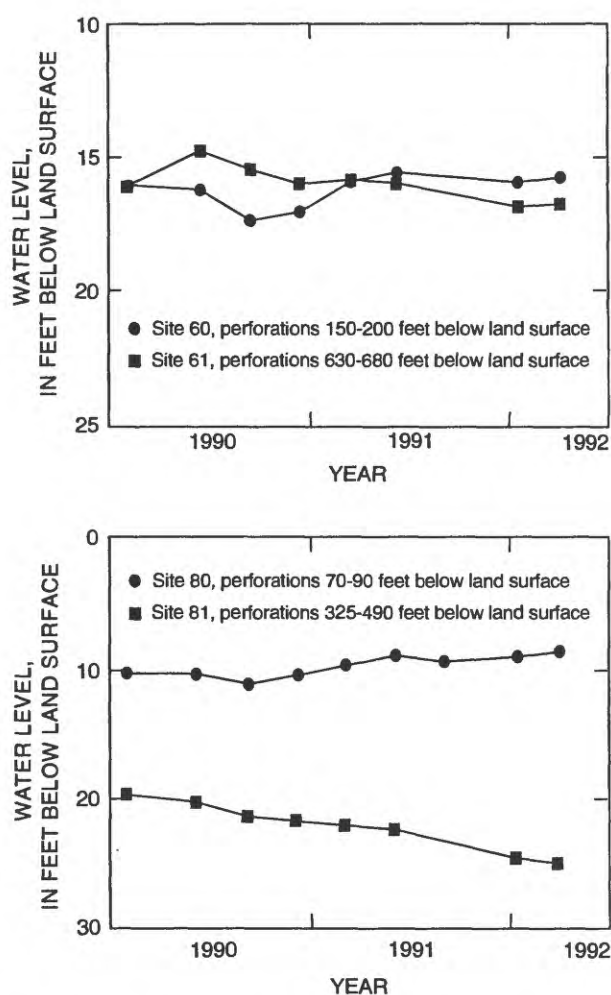 WATER LEVEL,
IN FEET BELOW LAND SURFACE
10
15
20
25
● Site 60, perforations 150-200 feet below land surface
■ Site 61, perforations 630-680 feet below land surface
1990 1991 1992
YEAR
WATER LEVEL,
IN FEET BELOW LAND SURFACE
0
10
20
30
● Site 80, perforations 70-90 feet below land surface
■ Site 81, perforations 325-490 feet below land surface
1990 1991 1992
YEAR